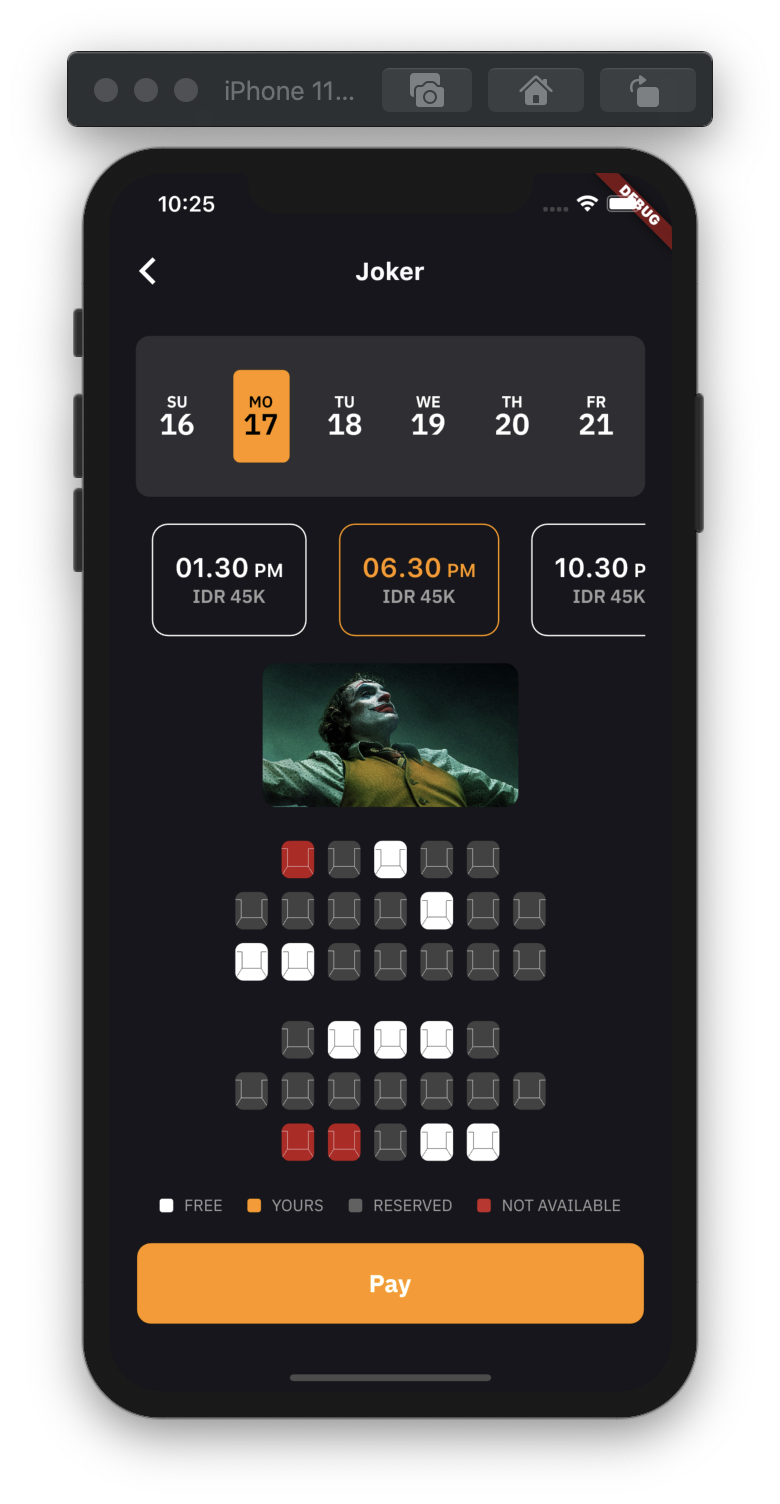 iPhone 11...
10:25
DEBUG
Joker
SU MO TU WE TH FR
16 17 18 19 20 21
01.30 PM 06.30 PM 10.30 P
IDR 45K IDR 45K IDR 45K
FREE YOURS RESERVED NOT AVAILABLE
Pay